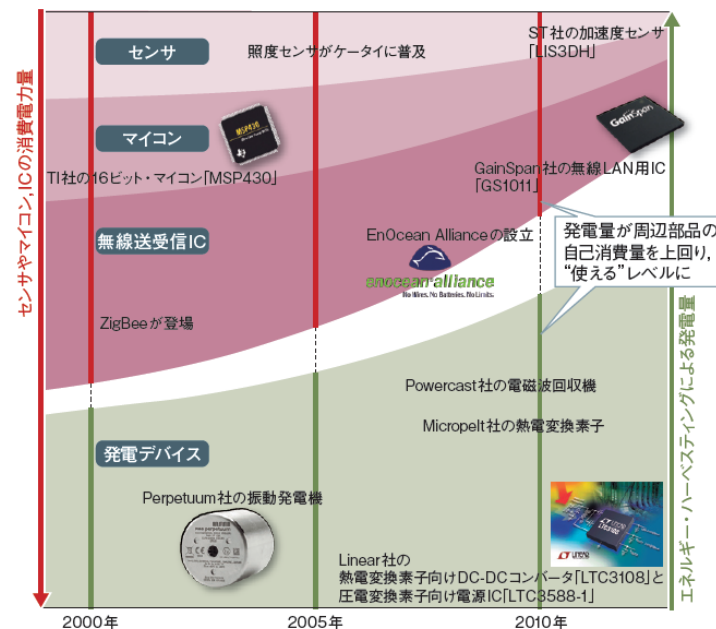 センサやマイコン,ICの消費電力量
センサ
照度センサがケータイに普及
ST社の加速度センサ
「LIS3DH」
マイコン
MSP430
TI社の16ビット・マイコン「MSP430」
GainSpan
GainSpan社の無線LAN用IC
「GS1011」
無線送受信IC
EnOcean Allianceの設立
enocean alliance
No Wires. No Batteries. No Limits.
発電量が周辺部品の
自己消費量を上回り,
“使える”レベルに
ZigBeeが登場
Powercast社の電磁波回収機
Micropelt社の熱電変換素子
発電デバイス
Perpetuum社の振動発電機
Linear社の
熱電変換素子向けDC-DCコンバータ「LTC3108」と
圧電変換素子向け電源IC「LTC3588-1」
エネルギー・ハーベスティングによる発電量
2000年
2005年
2010年